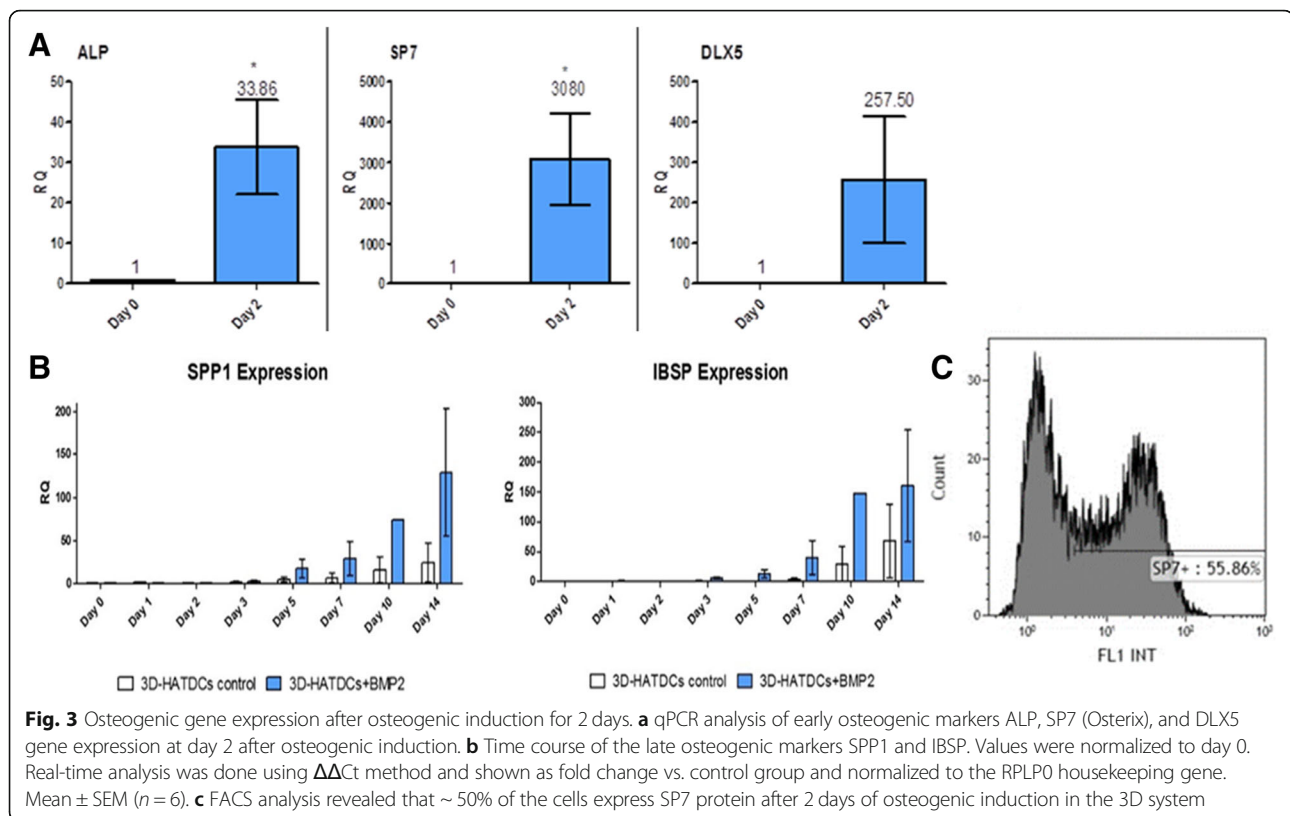 A
ALP
SP7
DLX5
*
33.86
*
3080
257.50
50
40
30
20
10
0
RQ
1
Day 0
Day 2
5000
4000
3000
2000
1000
0
RQ
1
Day 0
Day 2
500
400
300
200
100
0
RQ
1
Day 0
Day 2
B
SPP1 Expression
200
150
100
50
0
RQ
Day 0
Day 1
Day 2
Day 3
Day 5
Day 7
Day 10
Day 14
3D-HATDCs control
3D-HATDCs+BMP2
IBSP Expression
300
250
200
150
100
50
0
RQ
Day 0
Day 1
Day 2
Day 3
Day 5
Day 7
Day 10
Day 14
3D-HATDCs control
3D-HATDCs+BMP2
C
30
20
10
0
Count
SP7+ : 55.86%
10⁰
10¹
10²
10³
FL1 INT
Fig. 3 Osteogenic gene expression after osteogenic induction for 2 days. a qPCR analysis of early osteogenic markers ALP, SP7 (Osterix), and DLX5
gene expression at day 2 after osteogenic induction. b Time course of the late osteogenic markers SPP1 and IBSP. Values were normalized to day 0.
Real-time analysis was done using ΔΔCt method and shown as fold change vs. control group and normalized to the RPLP0 housekeeping gene.
Mean ± SEM (n = 6). c FACS analysis revealed that ~ 50% of the cells express SP7 protein after 2 days of osteogenic induction in the 3D system